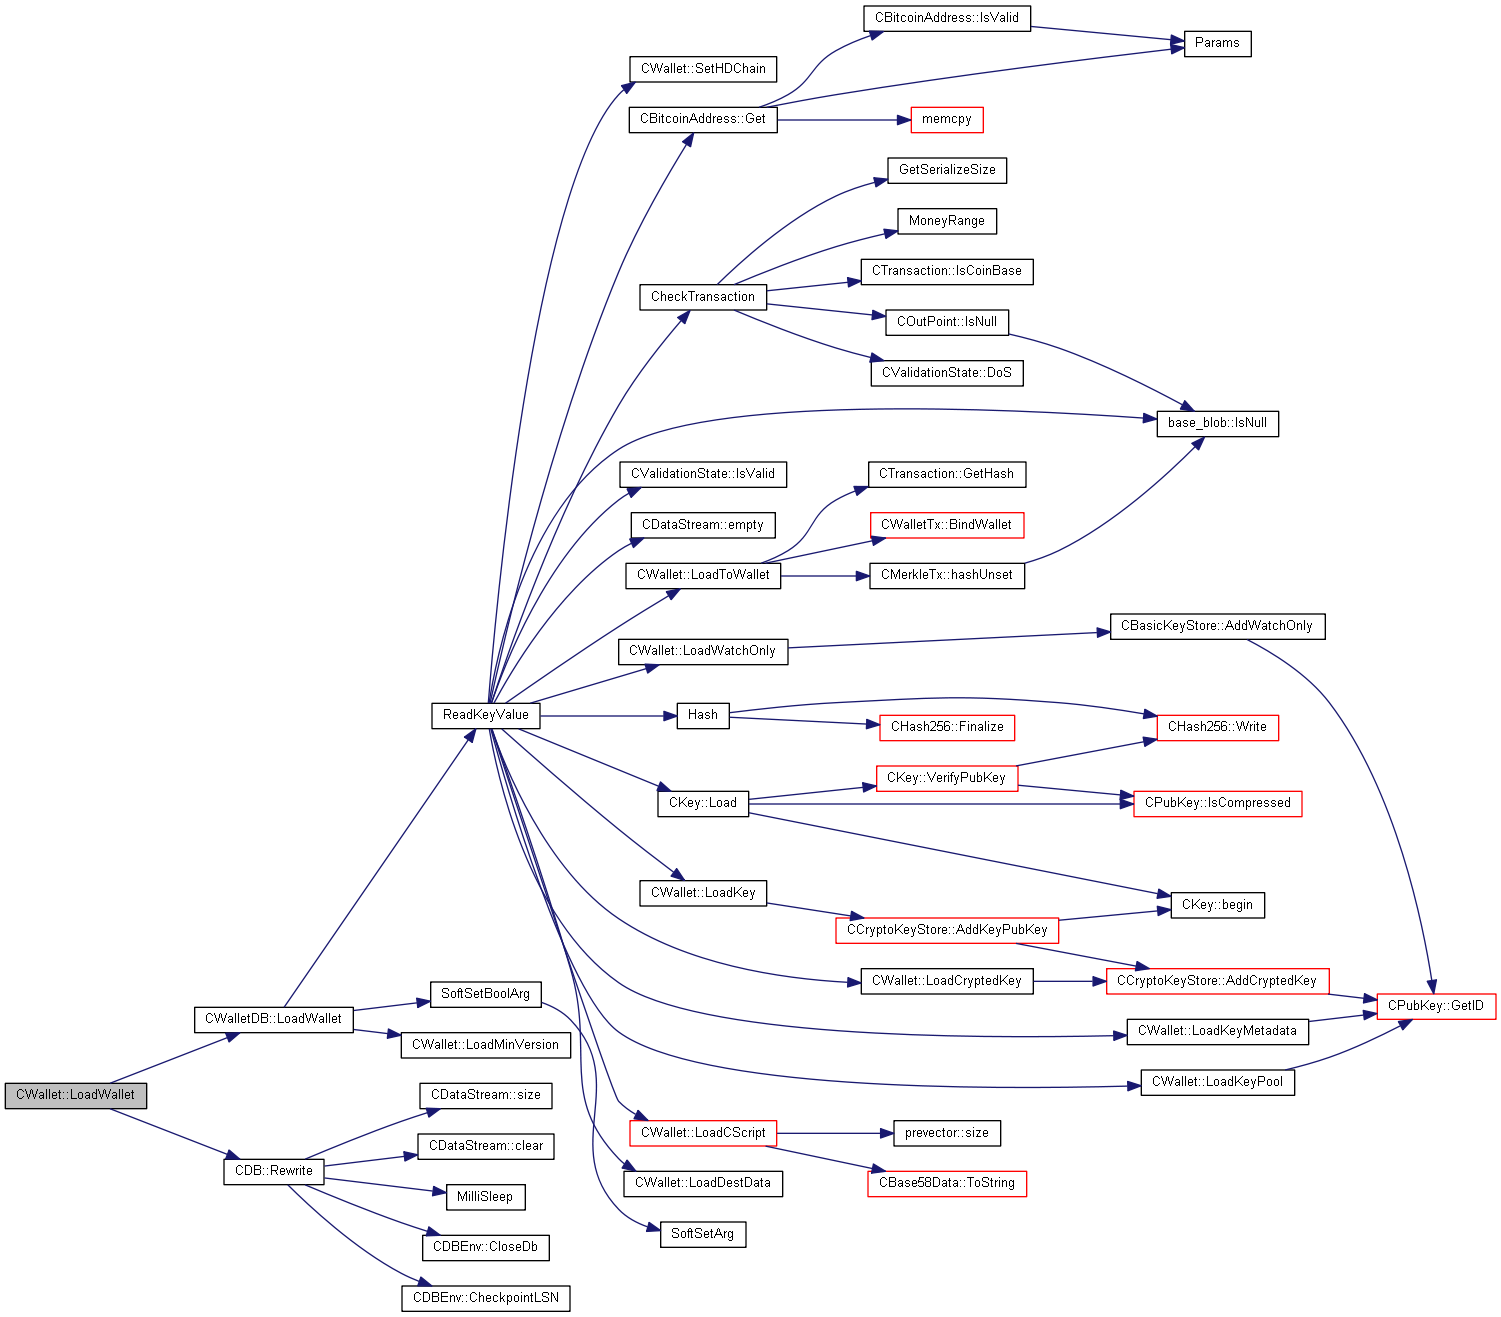 CBitcoinAddress::IsValid
Params
CWallet::SetHDChain
CBitcoinAddress::Get
memcpy
GetSerializeSize
MoneyRange
CTransaction::IsCoinBase
CheckTransaction
COutPoint::IsNull
CValidationState::DoS
base_blob::IsNull
CValidationState::IsValid
CTransaction::GetHash
CDataStream::empty
CWalletTx::BindWallet
CWallet::LoadToWallet
CMerkleTx::hashUnset
CBasicKeyStore::AddWatchOnly
CWallet::LoadWatchOnly
ReadKeyValue
Hash
CHash256::Finalize
CHash256::Write
CKey::VerifyPubKey
CKey::Load
CPubKey::IsCompressed
CWallet::LoadKey
CKey::begin
CCryptoKeyStore::AddKeyPubKey
CWallet::LoadCryptedKey
CCryptoKeyStore::AddCryptedKey
SoftSetBoolArg
CPubKey::GetID
CWalletDB::LoadWallet
CWallet::LoadKeyMetadata
CWallet::LoadMinVersion
CWallet::LoadKeyPool
CWallet::LoadWallet
CDataStream::size
CWallet::LoadCScript
prevector::size
CDataStream::clear
CDB::Rewrite
CWallet::LoadDestData
CBase58Data::ToString
MilliSleep
SoftSetArg
CDBEnv::CloseDb
CDBEnv::CheckpointLSN